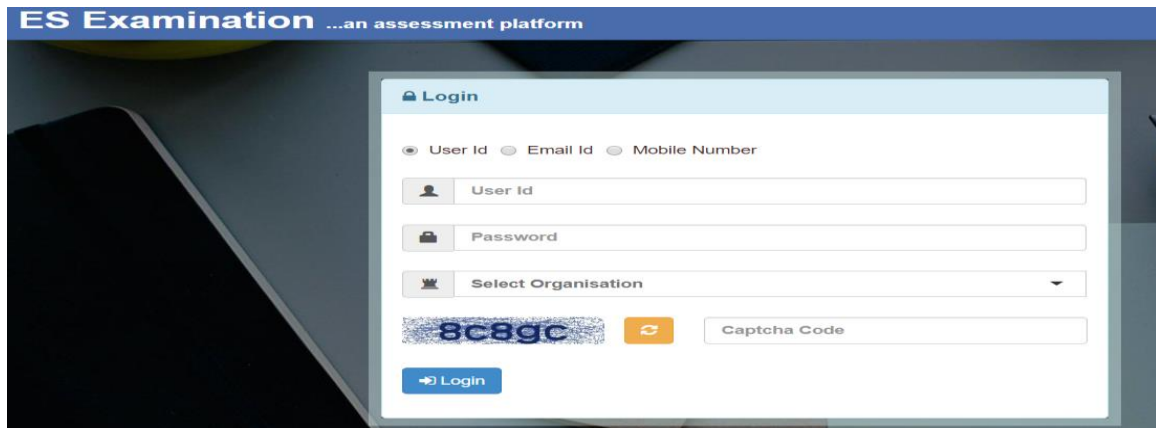 ES Examination ...an assessment platform
Login
User Id Email Id Mobile Number
User Id
Password
Select Organisation
8c8gc Captcha Code
Login